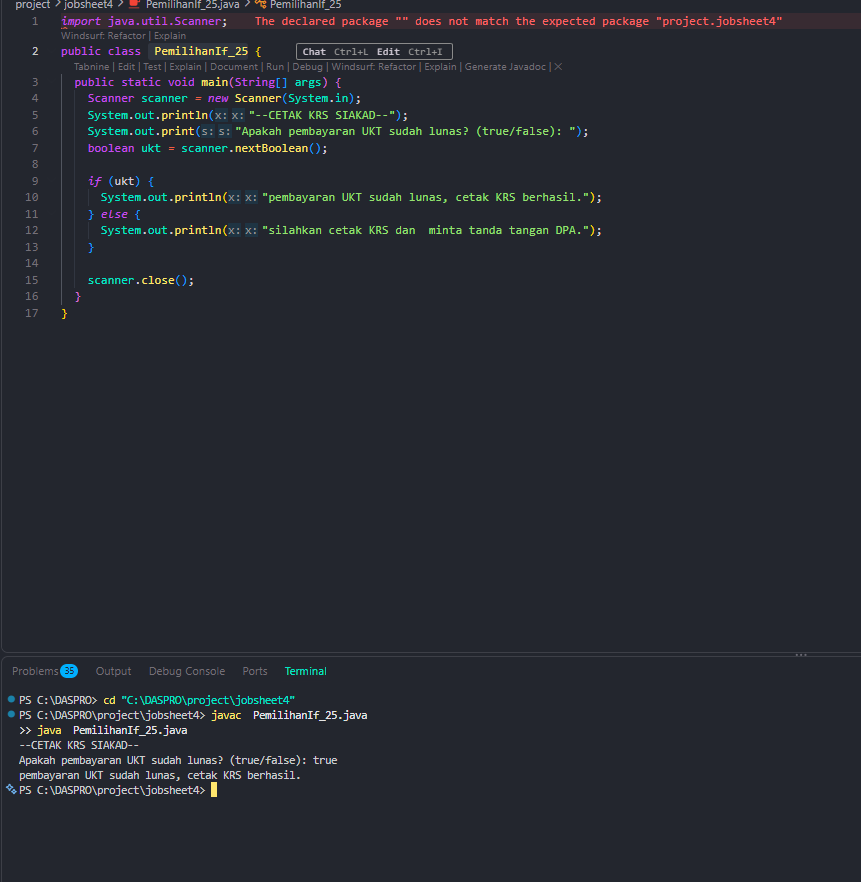 project > jobsheet4 > PemilihanIf_25.java > PemilihanIf_25
1 import java.util.Scanner; The declared package "" does not match the expected package "project.jobsheet4"
Windsurf: Refactor | Explain
2 public class PemilihanIf_25 { Chat Ctrl+L Edit Ctrl+I
Tabnine | Edit | Test | Explain | Document | Run | Debug | Windsurf: Refactor | Explain | Generate Javadoc | X
3 public static void main(String[] args) {
4 Scanner scanner = new Scanner(System.in);
5 System.out.println(x: x: "--CETAK KRS SIAKAD--");
6 System.out.print(s: s: "Apakah pembayaran UKT sudah lunas? (true/false): ");
7 boolean ukt = scanner.nextBoolean();
8
9 if (ukt) {
10 System.out.println(x: x: "pembayaran UKT sudah lunas, cetak KRS berhasil.");
11 } else {
12 System.out.println(x: x: "silahkan cetak KRS dan  minta tanda tangan DPA.");
13 }
14
15 scanner.close();
16 }
17 }
Problems 35 Output Debug Console Ports Terminal
PS C:\DASPRO> cd "C:\DASPRO\project\jobsheet4"
PS C:\DASPRO\project\jobsheet4> javac  PemilihanIf_25.java
>> java  PemilihanIf_25.java
--CETAK KRS SIAKAD--
Apakah pembayaran UKT sudah lunas? (true/false): true
pembayaran UKT sudah lunas, cetak KRS berhasil.
PS C:\DASPRO\project\jobsheet4>